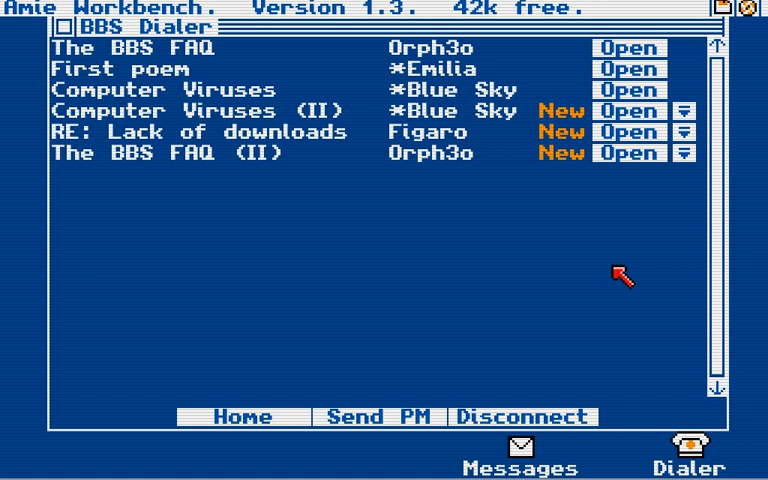 Amie Workbench. Version 1.3. 42k free.
BBS Dialer
The BBS FAQ Orph3o Open
First poem *Emilia Open
Computer Viruses *Blue Sky Open
Computer Viruses (II) *Blue Sky New Open
RE: Lack of downloads Figaro New Open
The BBS FAQ (II) Orph3o New Open
Home Send PM Disconnect
Messages Dialer